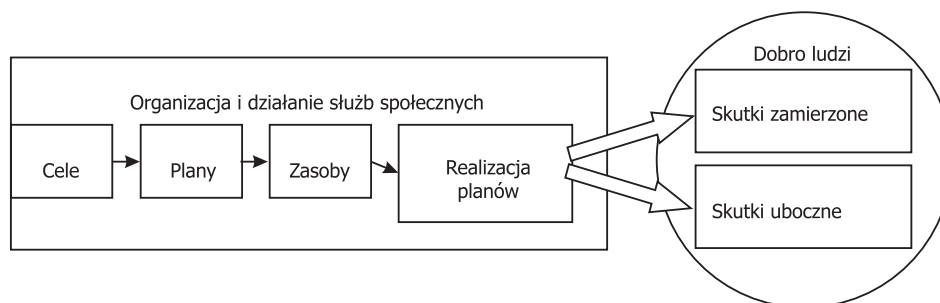 Dobro ludzi
Organizacja i działanie służb społecznych
Cele
Plany
Zasoby
Realizacja
planów
Skutki zamierzone
Skutki uboczne